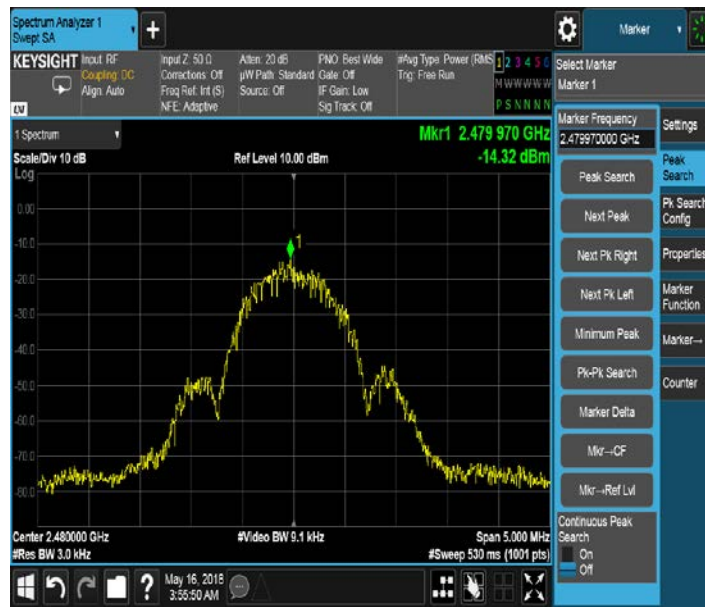 Spectrum Analyzer 1
Swept SA
+
Marker
KEYSIGHT
Input: RF
Coupling: DC
Align: Auto
Input Z: 50 Ω
Corrections: Off
Freq Ref: Int (S)
NFE: Adaptive
Atten: 20 dB
µW Path: Standard
Source: Off
PNO: Best Wide
Gate: Off
IF Gain: Low
Sig Track: Off
#Avg Type: Power (RMS
Trig: Free Run
1 2 3 4 5 6
M W W W W W
P S N N N N
LXI
Select Marker
Marker 1
1 Spectrum
Mkr1 2.479 970 GHz
Scale/Div 10 dB
Ref Level 10.00 dBm
-14.32 dBm
Log
0.00
-10.0
-20.0
-30.0
-40.0
-60.0
-70.0
-80.0
1
Center 2.480000 GHz
#Video BW 9.1 kHz
Span 5.000 MHz
#Res BW 3.0 kHz
#Sweep 530 ms (1001 pts)
Marker Frequency
2.479970000 GHz
Peak Search
Next Peak
Next Pk Right
Next Pk Left
Minimum Peak
Pk-Pk Search
Marker Delta
Mkr→CF
Mkr→Ref Lvl
Continuous Peak
Search
On
Off
Settings
Peak
Search
Pk Search
Config
Properties
Marker
Function
Marker→
Counter
?
May 16, 2018
3:55:50 AM